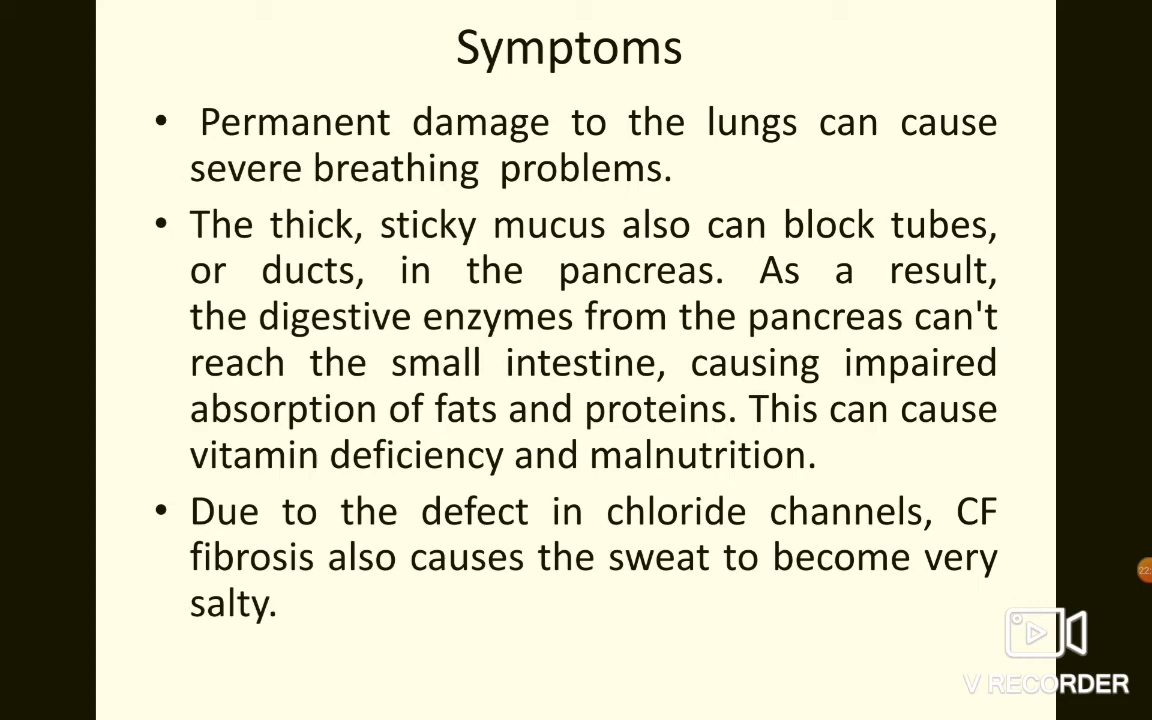 Symptoms
• Permanent damage to the lungs can cause
severe breathing problems.
• The thick, sticky mucus also can block tubes,
or ducts, in the pancreas. As a result,
the digestive enzymes from the pancreas can't
reach the small intestine, causing impaired
absorption of fats and proteins. This can cause
vitamin deficiency and malnutrition.
• Due to the defect in chloride channels, CF
fibrosis also causes the sweat to become very
salty.
22:
V RECORDER